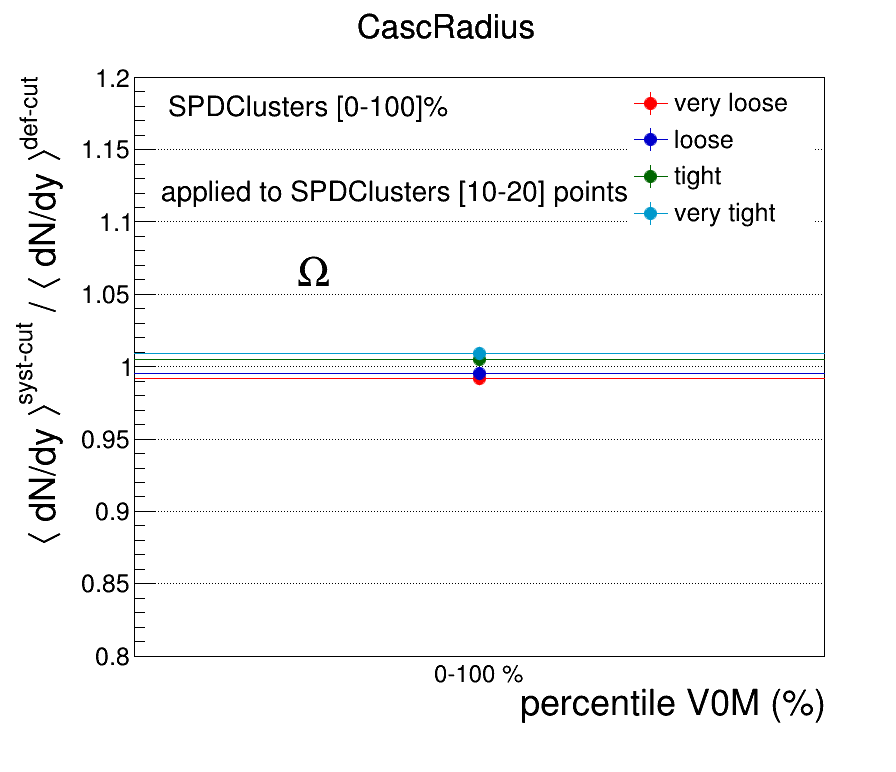 CascRadius
⟨ dN/dy ⟩^syst-cut / ⟨ dN/dy ⟩^def-cut
1.2
1.15
1.1
1.05
1
0.95
0.9
0.85
0.8
SPDClusters [0-100]%
applied to SPDClusters [10-20] points
Ω
very loose
loose
tight
very tight
0-100 %
percentile V0M (%)